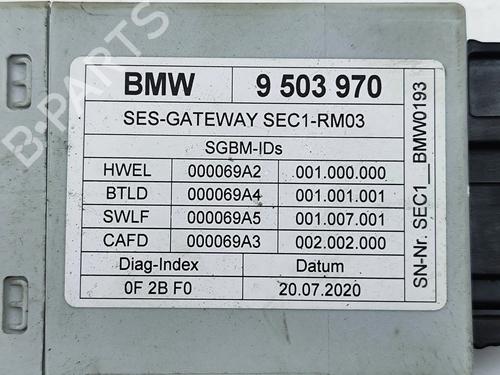 BMW 9 503 970
SES-GATEWAY SEC1-RM03
SGBM-IDs
HWEL 000069A2 001.000.000
BTLD 000069A4 001.001.001
SWLF 000069A5 001.007.001
CAFD 000069A3 002.002.000
Diag-Index Datum
0F 2B F0 20.07.2020
SN-Nr. SEC1__BMW0193
B-PARTS